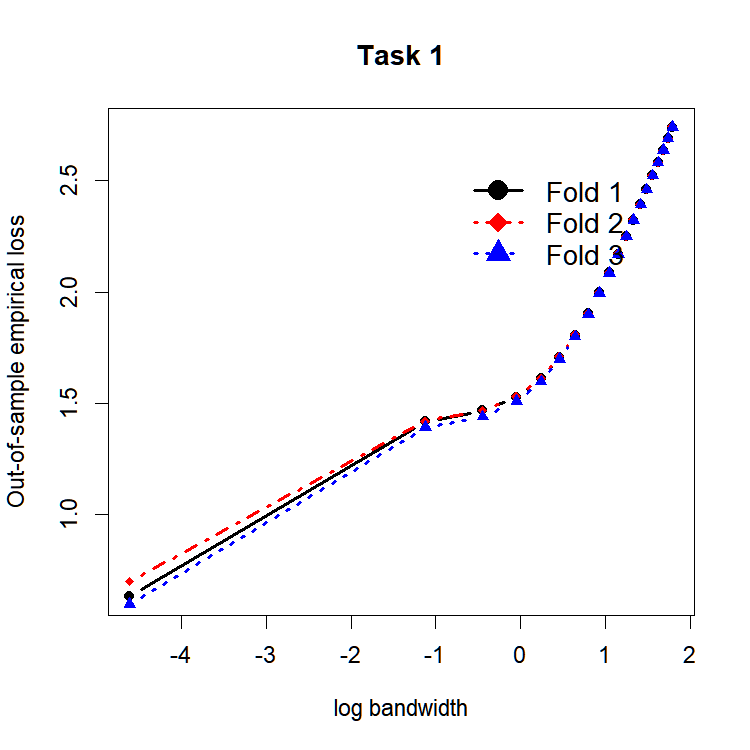 Task 1
Out-of-sample empirical loss
2.5
2.0
1.5
1.0
Fold 1
Fold 2
Fold 3
-4 -3 -2 -1 0 1 2
log bandwidth